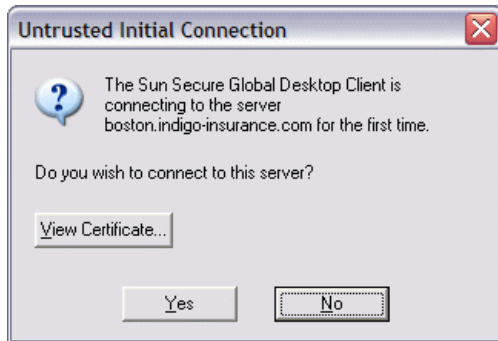 Untrusted Initial Connection
The Sun Secure Global Desktop Client is
connecting to the server
boston.indigo-insurance.com for the first time.
Do you wish to connect to this server?
View Certificate...
Yes
No